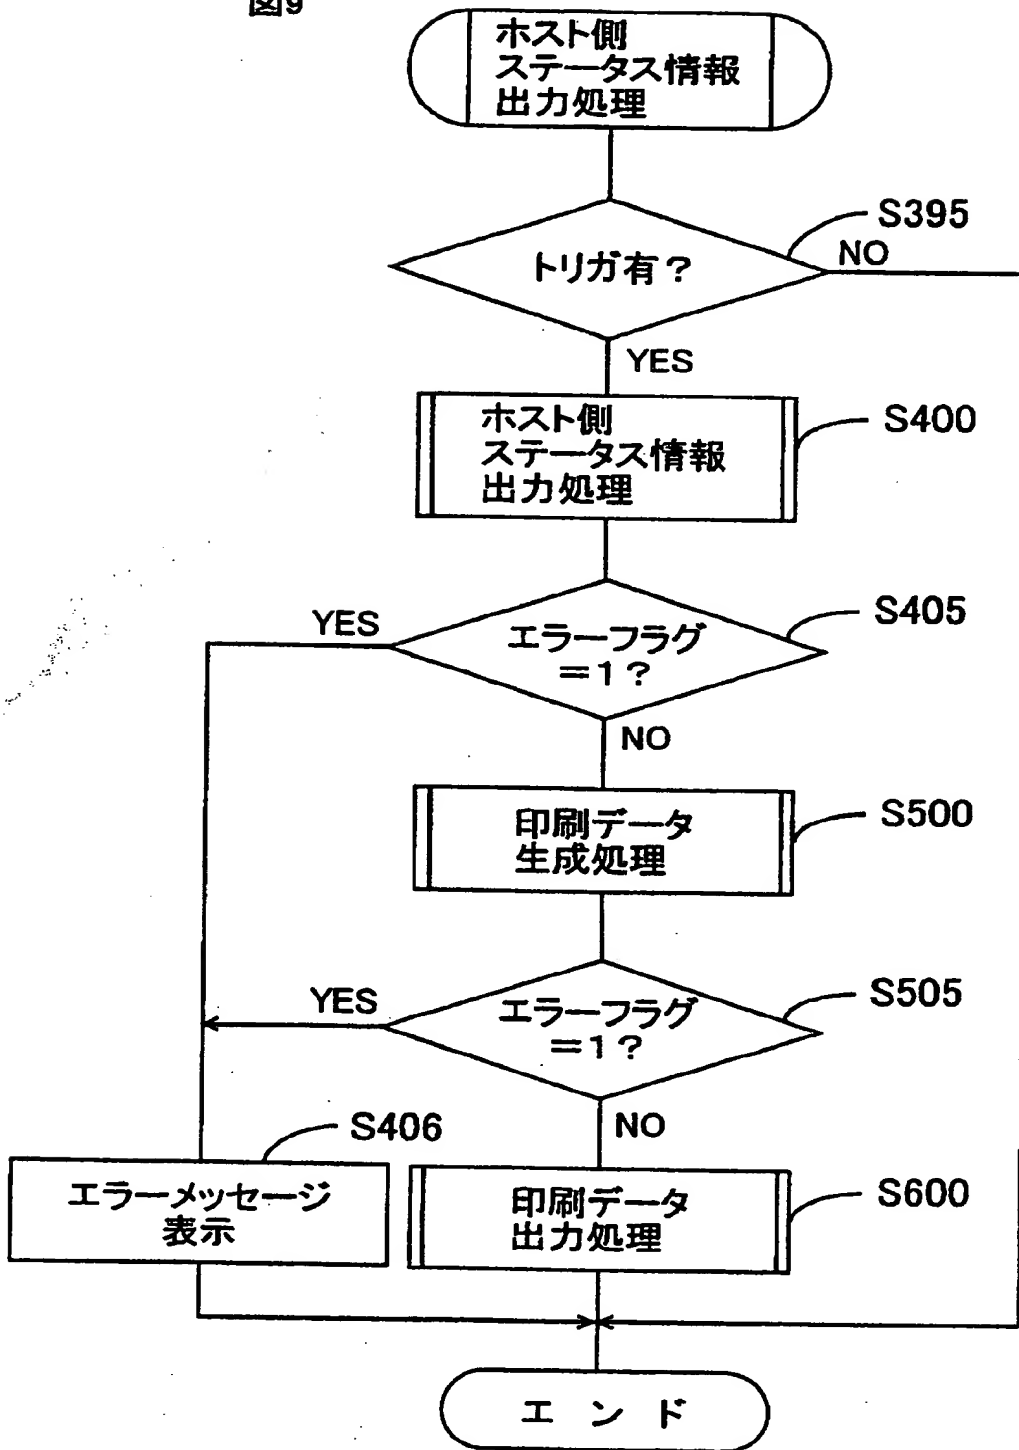 図9
ホスト側
ステータス情報
出力処理
S395
トリガ有？
NO
YES
ホスト側
ステータス情報
出力処理
S400
YES
エラーフラグ
＝1？
S405
NO
印刷データ
生成処理
S500
YES
エラーフラグ
＝1？
S505
NO
S406
エラーメッセージ
表示
印刷データ
出力処理
S600
エンド